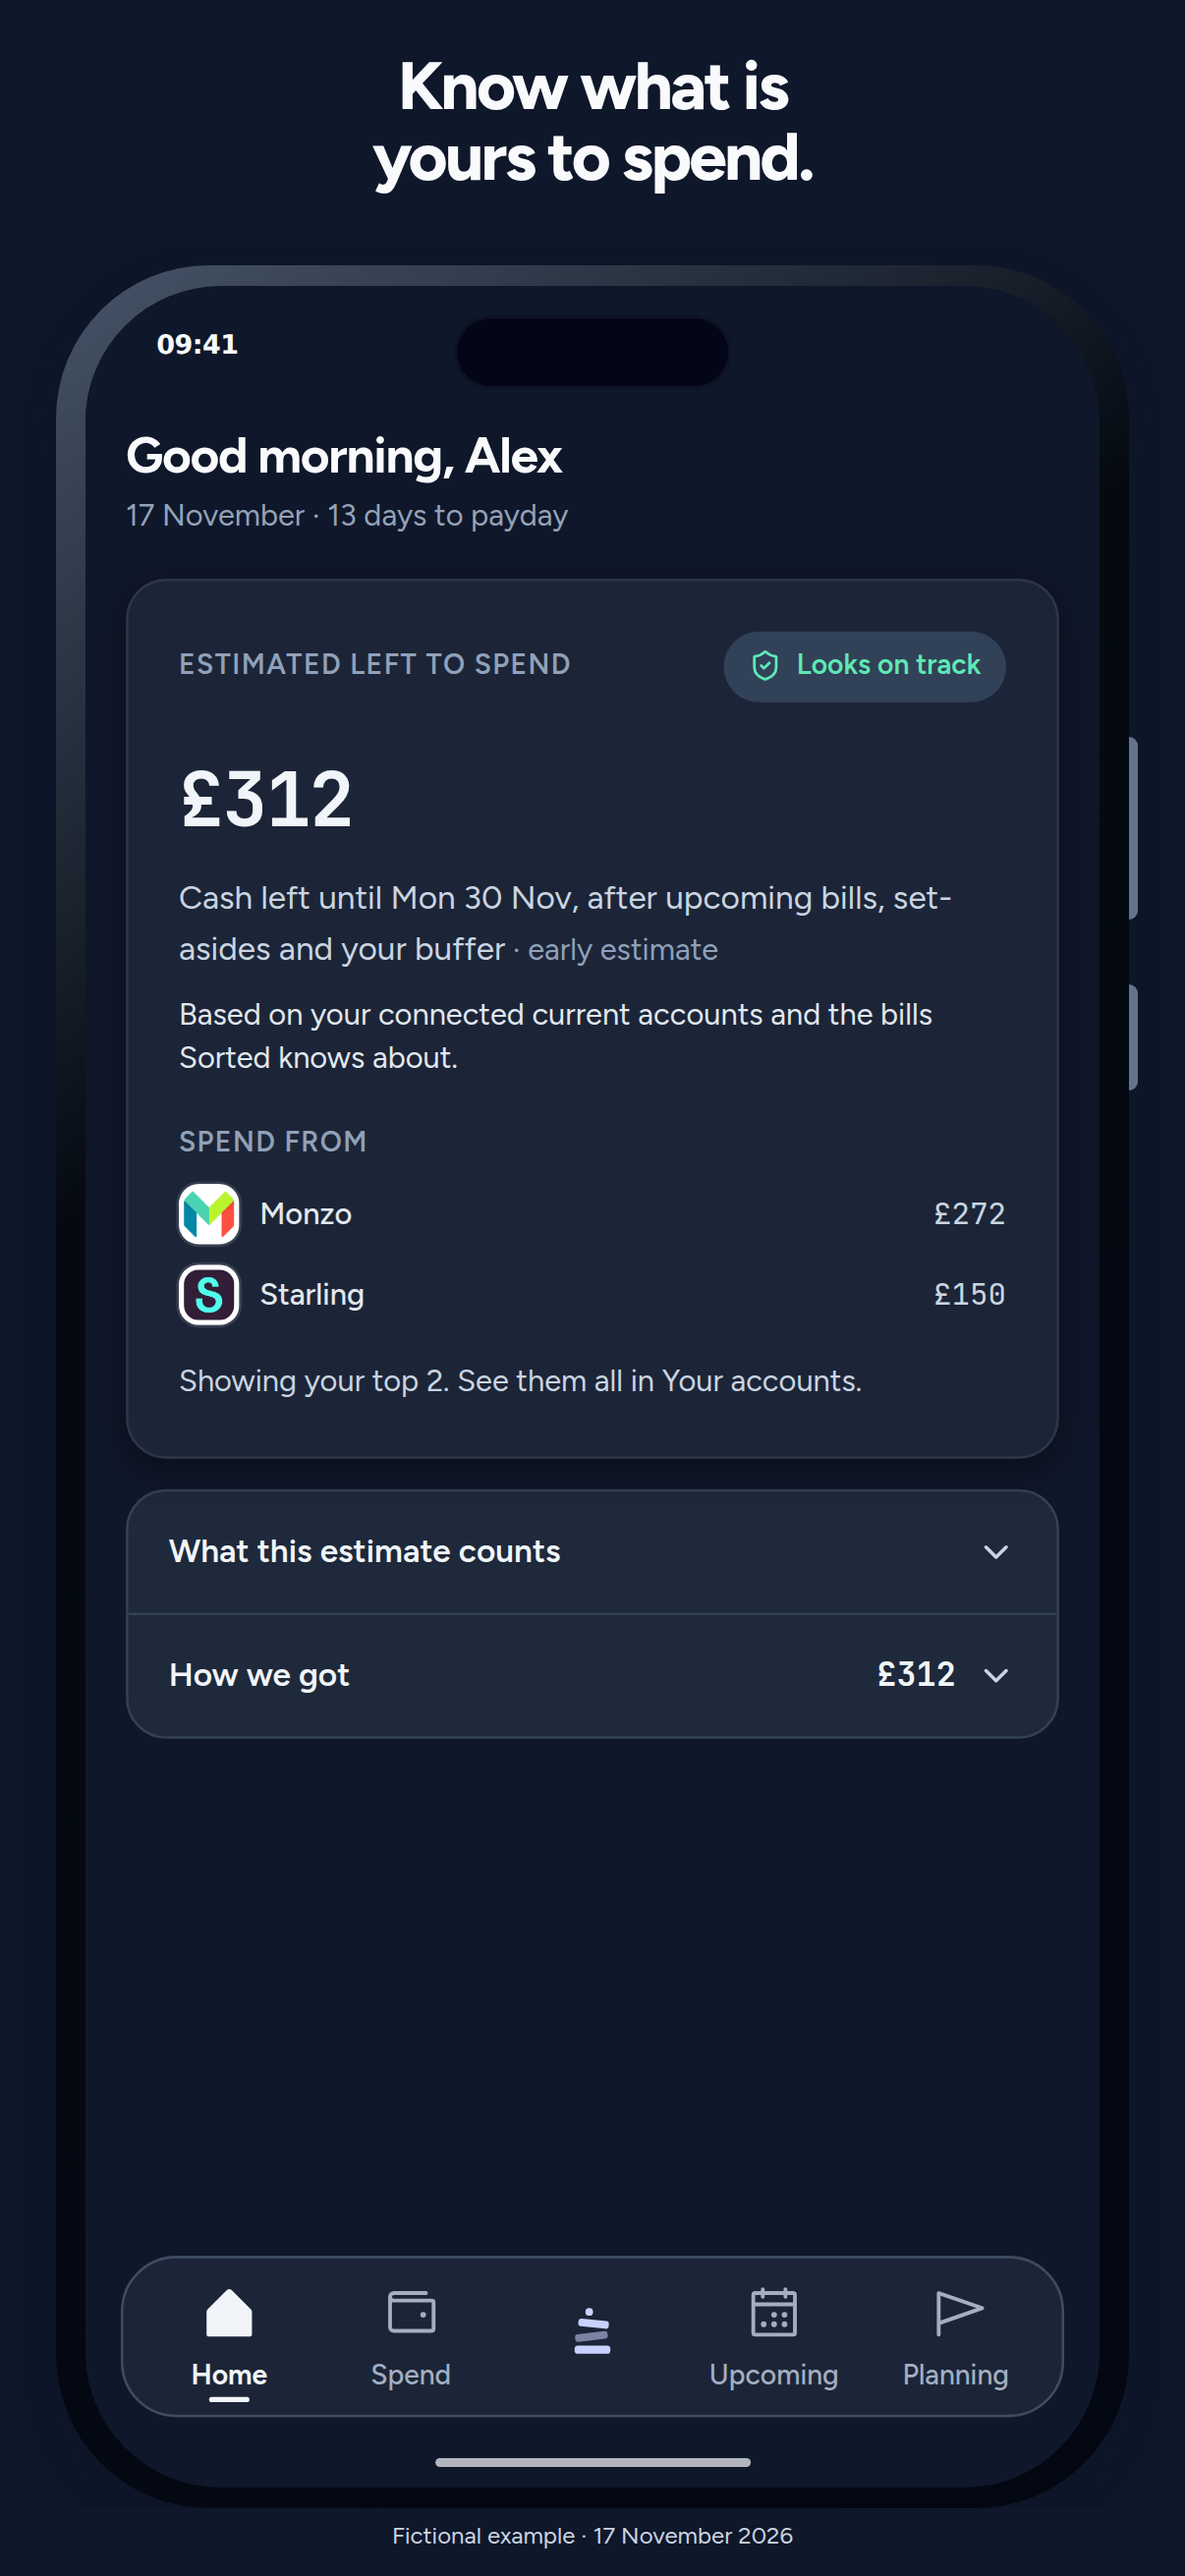 Know what is
yours to spend.
09:41
Good morning, Alex
17 November · 13 days to payday
ESTIMATED LEFT TO SPEND
Looks on track
£312
Cash left until Mon 30 Nov, after upcoming bills, set-
asides and your buffer · early estimate
Based on your connected current accounts and the bills
Sorted knows about.
SPEND FROM
Monzo £272
S Starling £150
Showing your top 2. See them all in Your accounts.
What this estimate counts
How we got £312
Home Spend Upcoming Planning
Fictional example · 17 November 2026